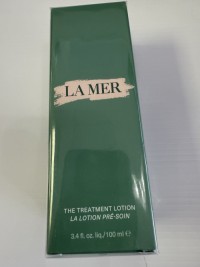 LA MER
THE TREATMENT LOTION
LA LOTION PRÉ-SOIN
3.4 fl. oz. liq./100 ml ℮